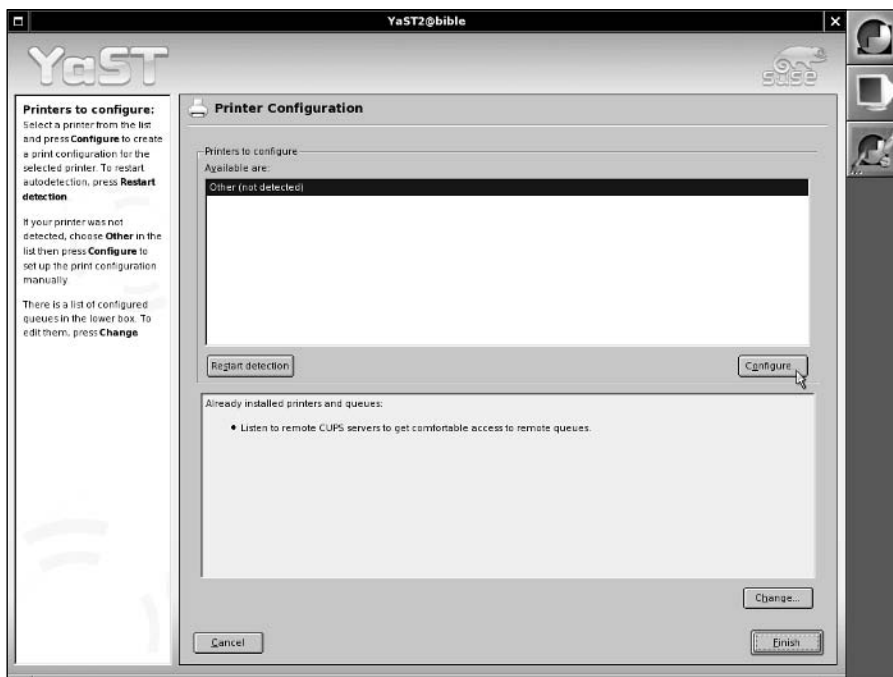 YaST2@bible
YaST
suse
Printers to configure:
Select a printer from the list
and press Configure to create
a print configuration for the
selected printer. To restart
autodetection, press Restart
detection
If your printer was not
detected, choose Other in the
list then press Configure to
set up the print configuration
manually
There is a list of configured
queues in the lower box. To
edit them, press Change
Printer Configuration
Printers to configure
Available are:
Other (not detected)
Restart detection
Configure...
Already installed printers and queues:
• Listen to remote CUPS servers to get comfortable access to remote queues.
Change...
Cancel
Finish